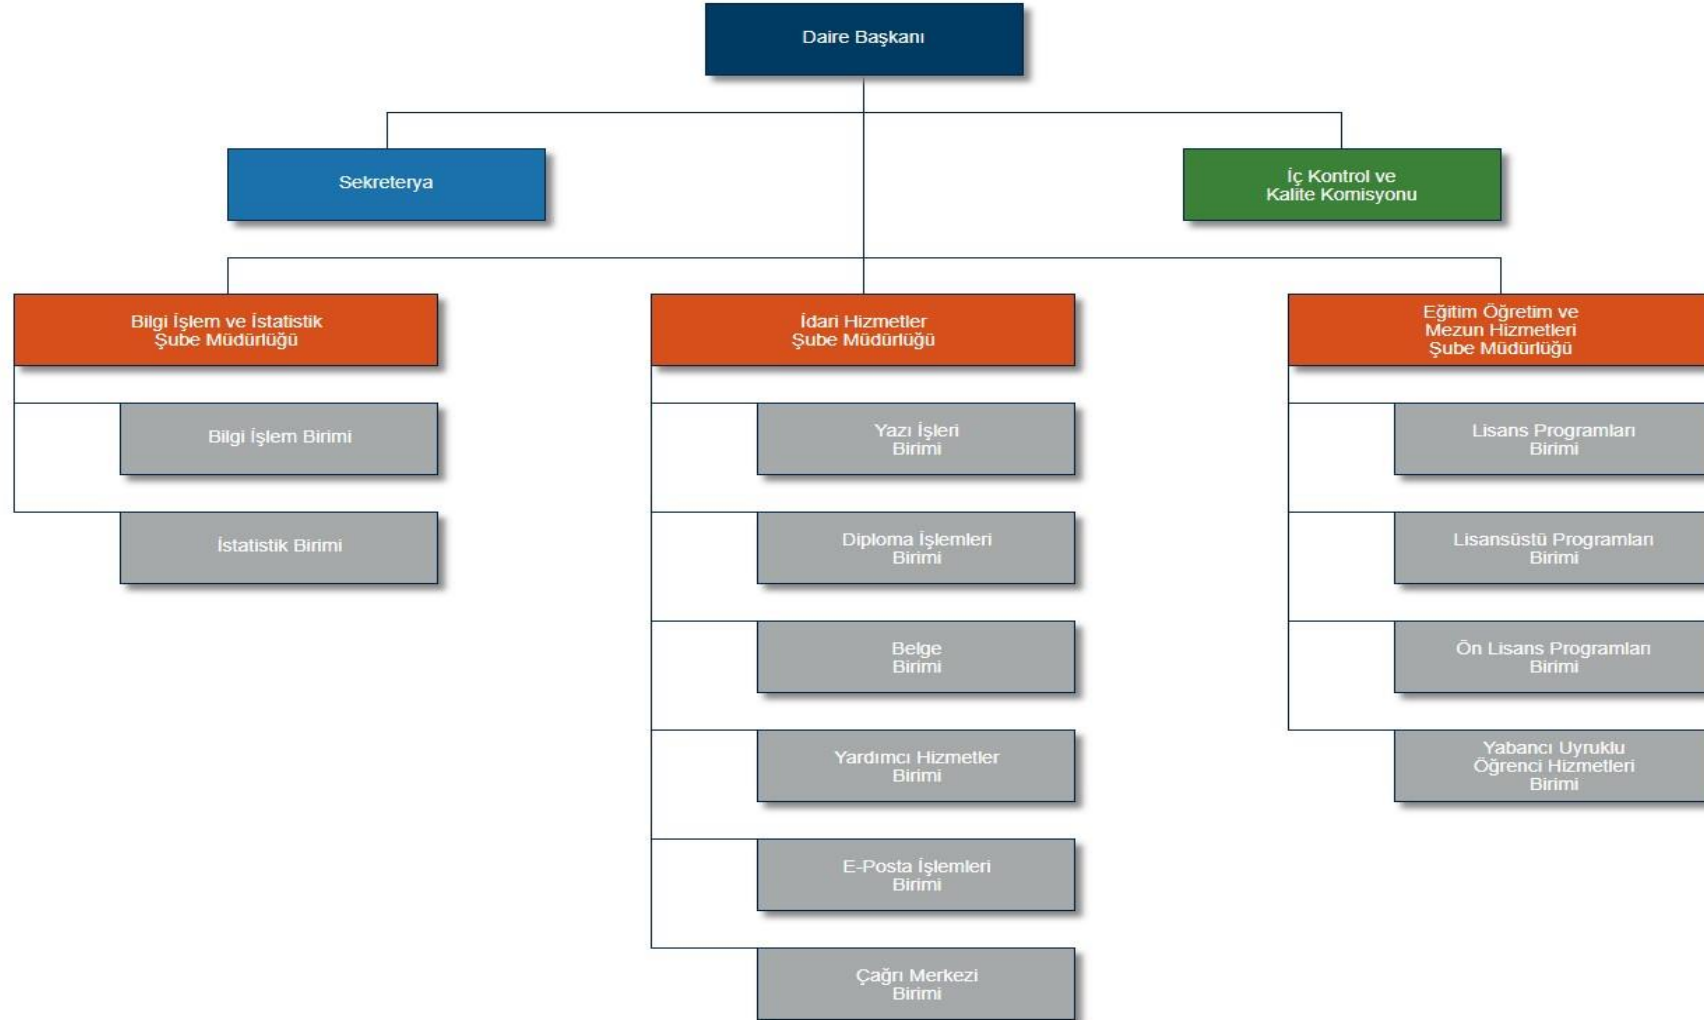 Daire Başkanı
Sekreterya
İç Kontrol ve
Kalite Komisyonu
Bilgi İşlem ve İstatistik
Şube Müdürlüğü
Bilgi İşlem Birimi
İstatistik Birimi
İdari Hizmetler
Şube Müdürlüğü
Yazı İşleri
Birimi
Diploma İşlemleri
Birimi
Belge
Birimi
Yardımcı Hizmetler
Birimi
E-Posta İşlemleri
Birimi
Çağrı Merkezi
Birimi
Eğitim Öğretim ve
Mezun Hizmetleri
Şube Müdürlüğü
Lisans Programları
Birimi
Lisansüstü Programları
Birimi
Ön Lisans Programları
Birimi
Yabancı Uyruklu
Öğrenci Hizmetleri
Birimi